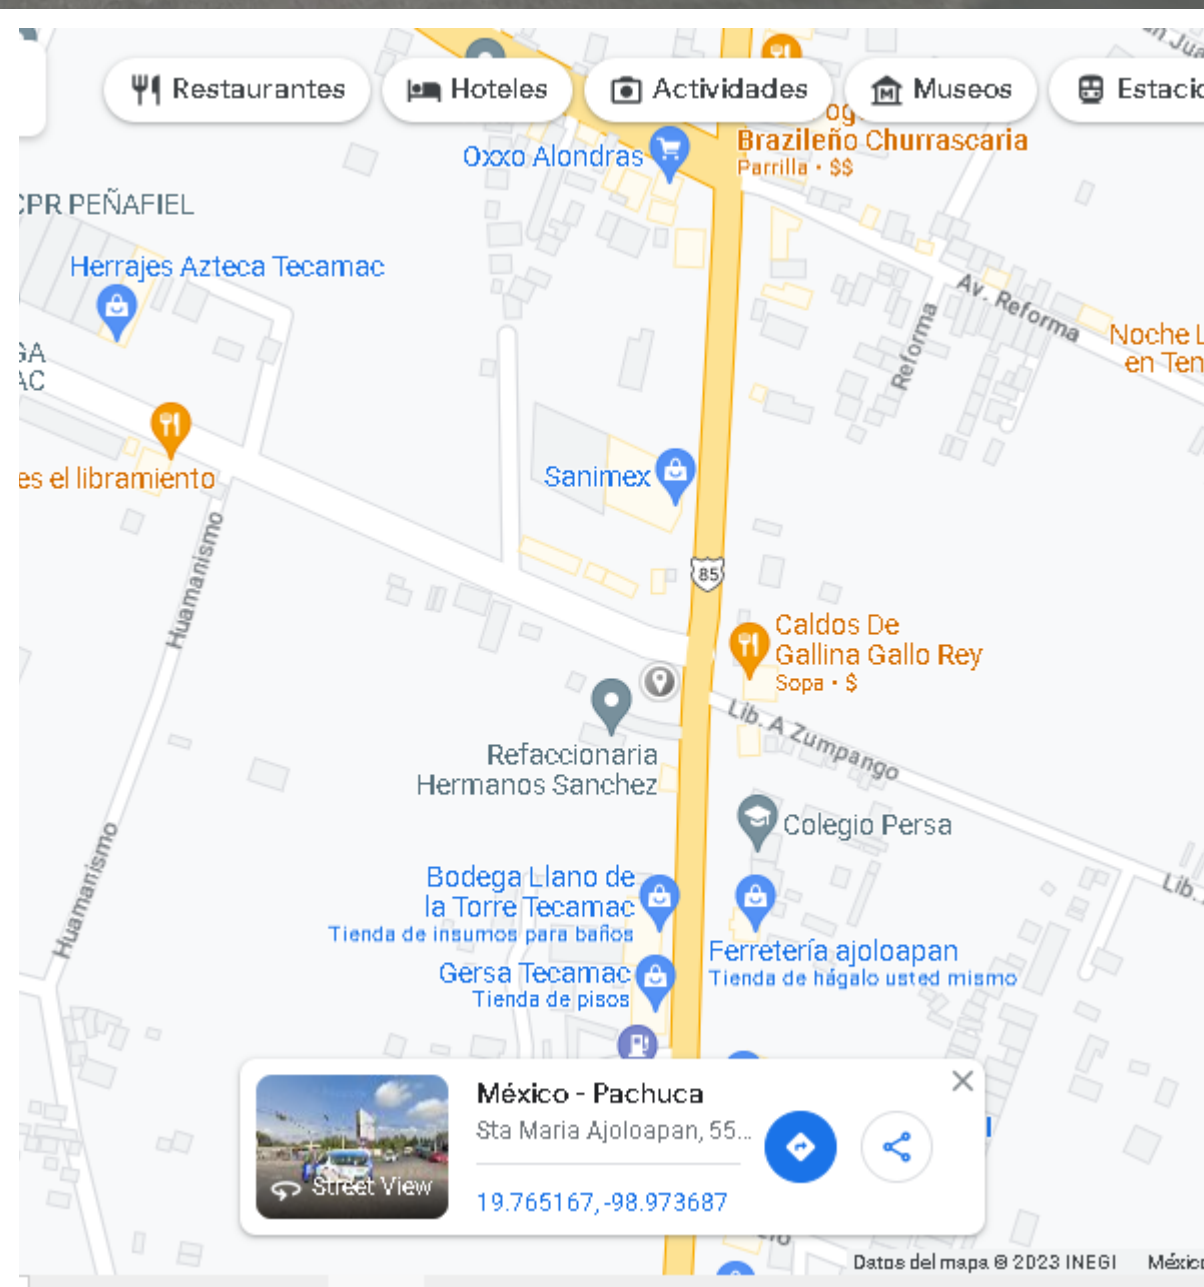 Restaurantes
Hoteles
Actividades
Museos
Oxxo Alondras
Brazileño Churrascaria
Parrilla · $$
CPR PEÑAFIEL
Herrajes Azteca Tecamac
Av. Reforma
Reforma
Noche L
en Ten
es el libramiento
Sanimex
Huamanismo
85
Caldos De
Gallina Gallo Rey
Sopa · $
Lib. A Zumpango
Refaccionaria
Hermanos Sanchez
Colegio Persa
Huamanismo
Lib.
Bodega Llano de
la Torre Tecamac
Tienda de insumos para baños
Ferretería ajoloapan
Tienda de hágalo usted mismo
Gersa Tecamac
Tienda de pisos
México - Pachuca
Sta Maria Ajoloapan, 55...
Street View
19.765167, -98.973687
Datos del mapa © 2023 INEGI